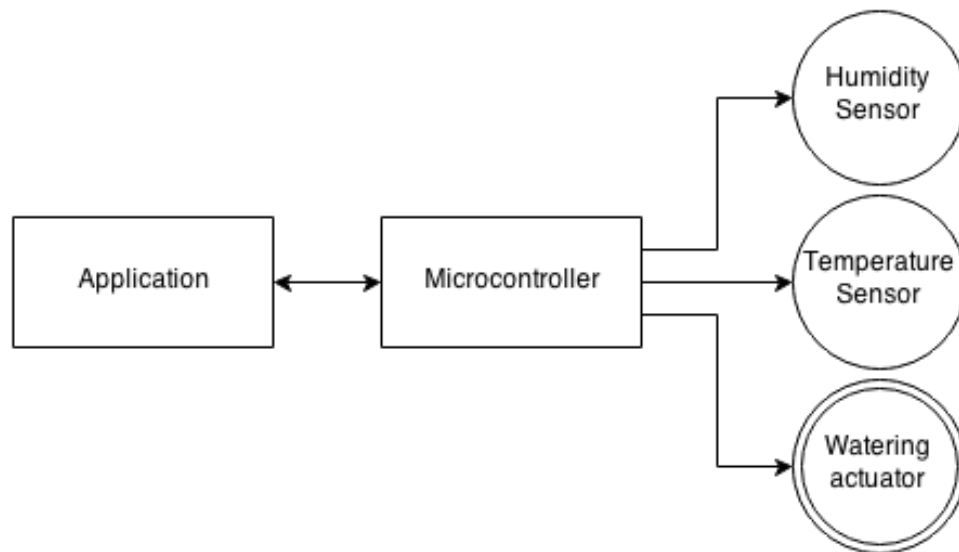 Humidity
Sensor
Application
Microcontroller
Temperature
Sensor
Watering
actuator